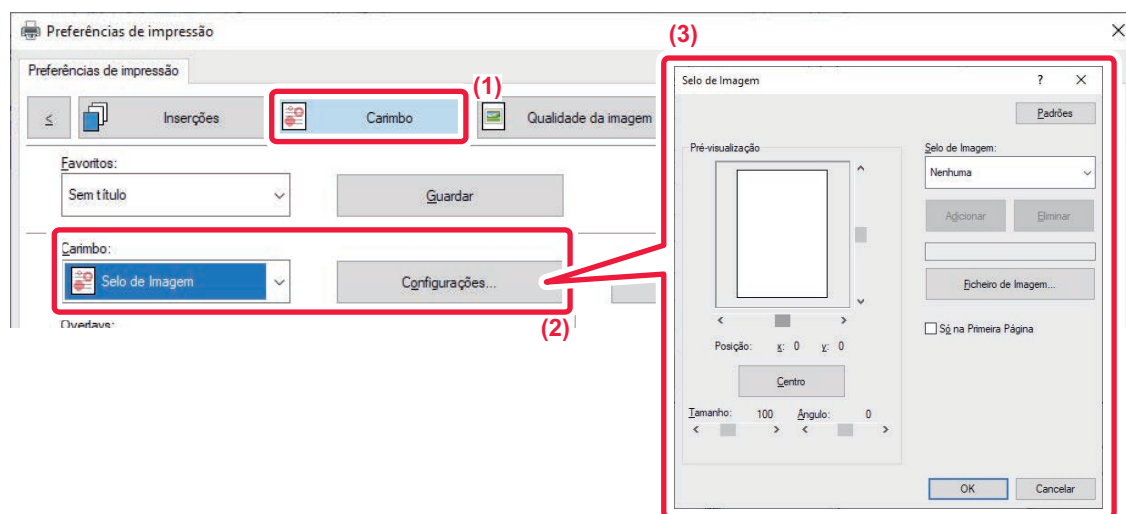 Preferências de impressão
Preferências de impressão
(1)
<
Inserções
Carimbo
Qualidade da imagem
Favoritos:
Sem título
Guardar
Carimbo:
Selo de Imagem
Configurações...
(2)
Overlays:
(3)
Selo de Imagem
?
Padrões
Pré-visualização
Selo de Imagem:
Nenhuma
Adicionar
Eliminar
Ficheiro de Imagem...
Só na Primeira Página
Posição: x: 0 y: 0
Centro
Tamanho: 100 Ângulo: 0
OK
Cancelar